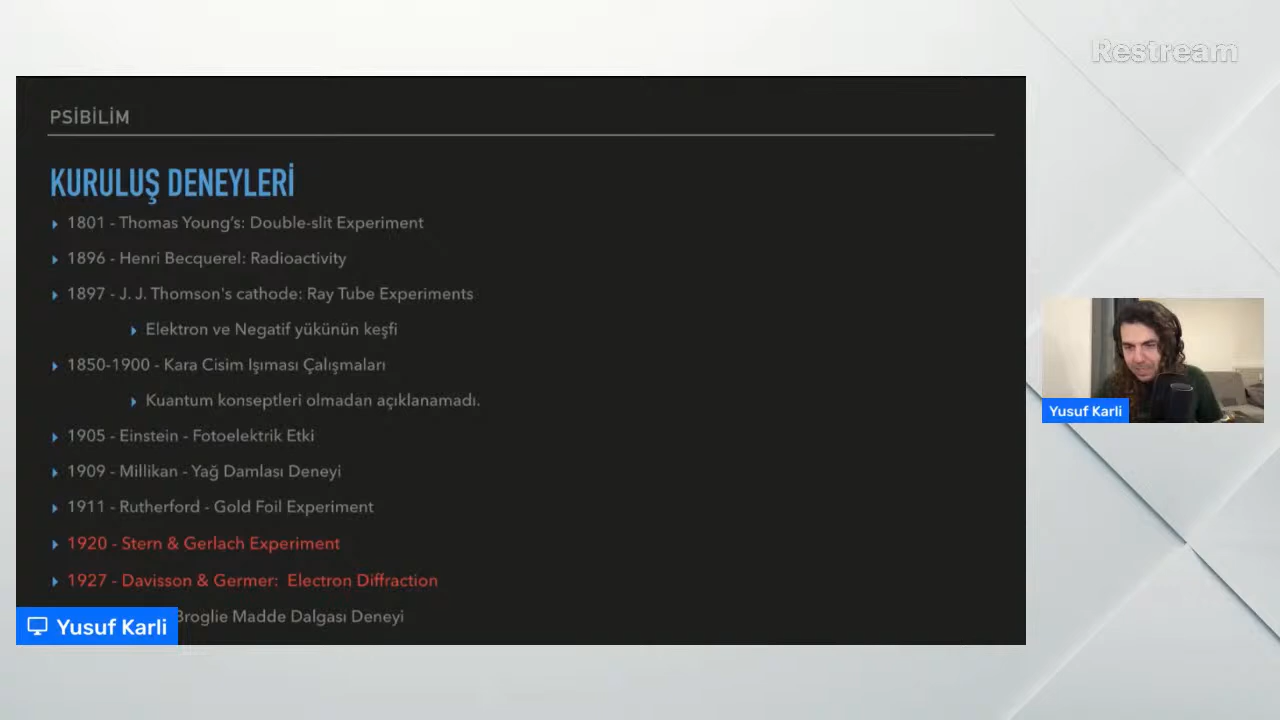 Restream
PSİBİLİM
KURULUŞ DENEYLERİ
1801 - Thomas Young's: Double-slit Experiment
1896 - Henri Becquerel: Radioactivity
1897 - J. J. Thomson's cathode: Ray Tube Experiments
Elektron ve Negatif yükünün keşfi
1850-1900 - Kara Cisim Işıması Çalışmaları
Kuantum konseptleri olmadan açıklanamadı.
1905 - Einstein - Fotoelektrik Etki
1909 - Millikan - Yağ Damlası Deneyi
1911 - Rutherford - Gold Foil Experiment
1920 - Stern & Gerlach Experiment
1927 - Davisson & Germer: Electron Diffraction
Broglie Madde Dalgası Deneyi
Yusuf Karli
Yusuf Karli